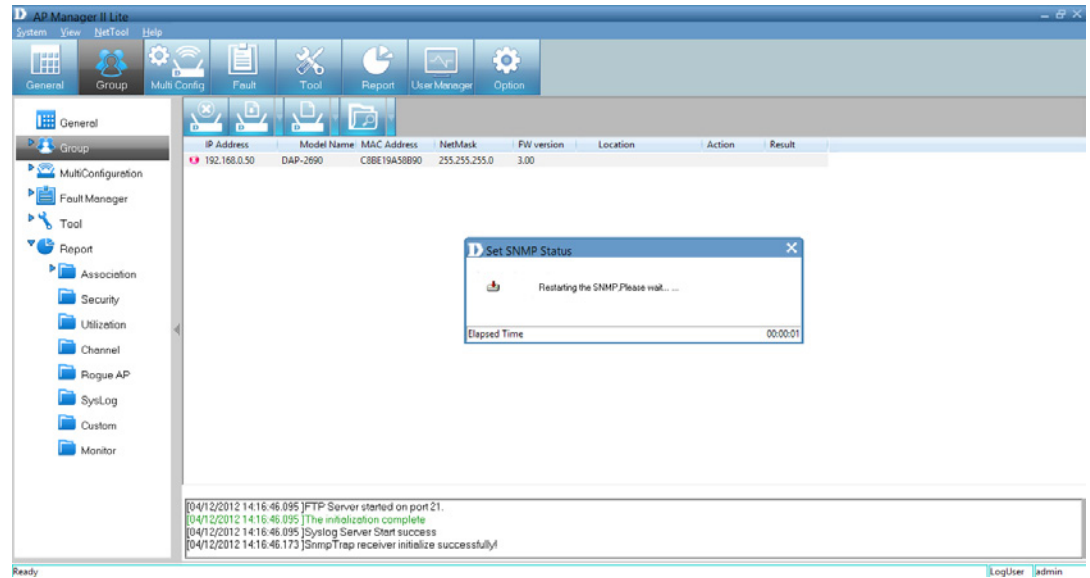 AP Manager II Lite
System View NetTool Help
General Group Multi Config Fault Tool Report User Manager Option
General
Group
MultiConfiguration
Fault Manager
Tool
Report
Association
Security
Utilization
Channel
Rogue AP
SysLog
Custom
Monitor
IP Address Model Name MAC Address NetMask FW version Location Action Result
192.168.0.50 DAP-2690 C8BE19A58B90 255.255.255.0 3.00
Set SNMP Status
Restarting the SNMP,Please wait... ...
Elapsed Time 00:00:01
[04/12/2012 14:16:46.095 ]FTP Server started on port 21.
[04/12/2012 14:16:46.095 ]The initialization complete
[04/12/2012 14:16:46.095 ]Syslog Server Start success
[04/12/2012 14:16:46.173 ]SnmpTrap receiver initialize successfully!
Ready LogUser admin